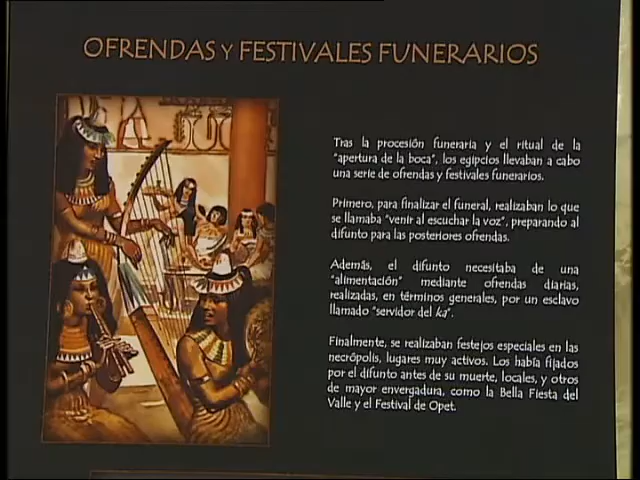 OFRENDAS Y FESTIVALES FUNERARIOS
Tras la procesión funeraria y el ritual de la
"apertura de la boca", los egipcios llevaban a cabo
una serie de ofrendas y festivales funerarios.
Primero, para finalizar el funeral, realizaban lo que
se llamaba "venir al escuchar la voz", preparando al
difunto para las posteriores ofrendas.
Además, el difunto necesitaba de una
"alimentación" mediante ofrendas diarias,
realizadas, en términos generales, por un esclavo
llamado "servidor del ka".
Finalmente, se realizaban festejos especiales en las
necrópolis, lugares muy activos. Los había fijados
por el difunto antes de su muerte, locales, y otros
de mayor envergadura, como la Bella Fiesta del
Valle y el Festival de Opet.